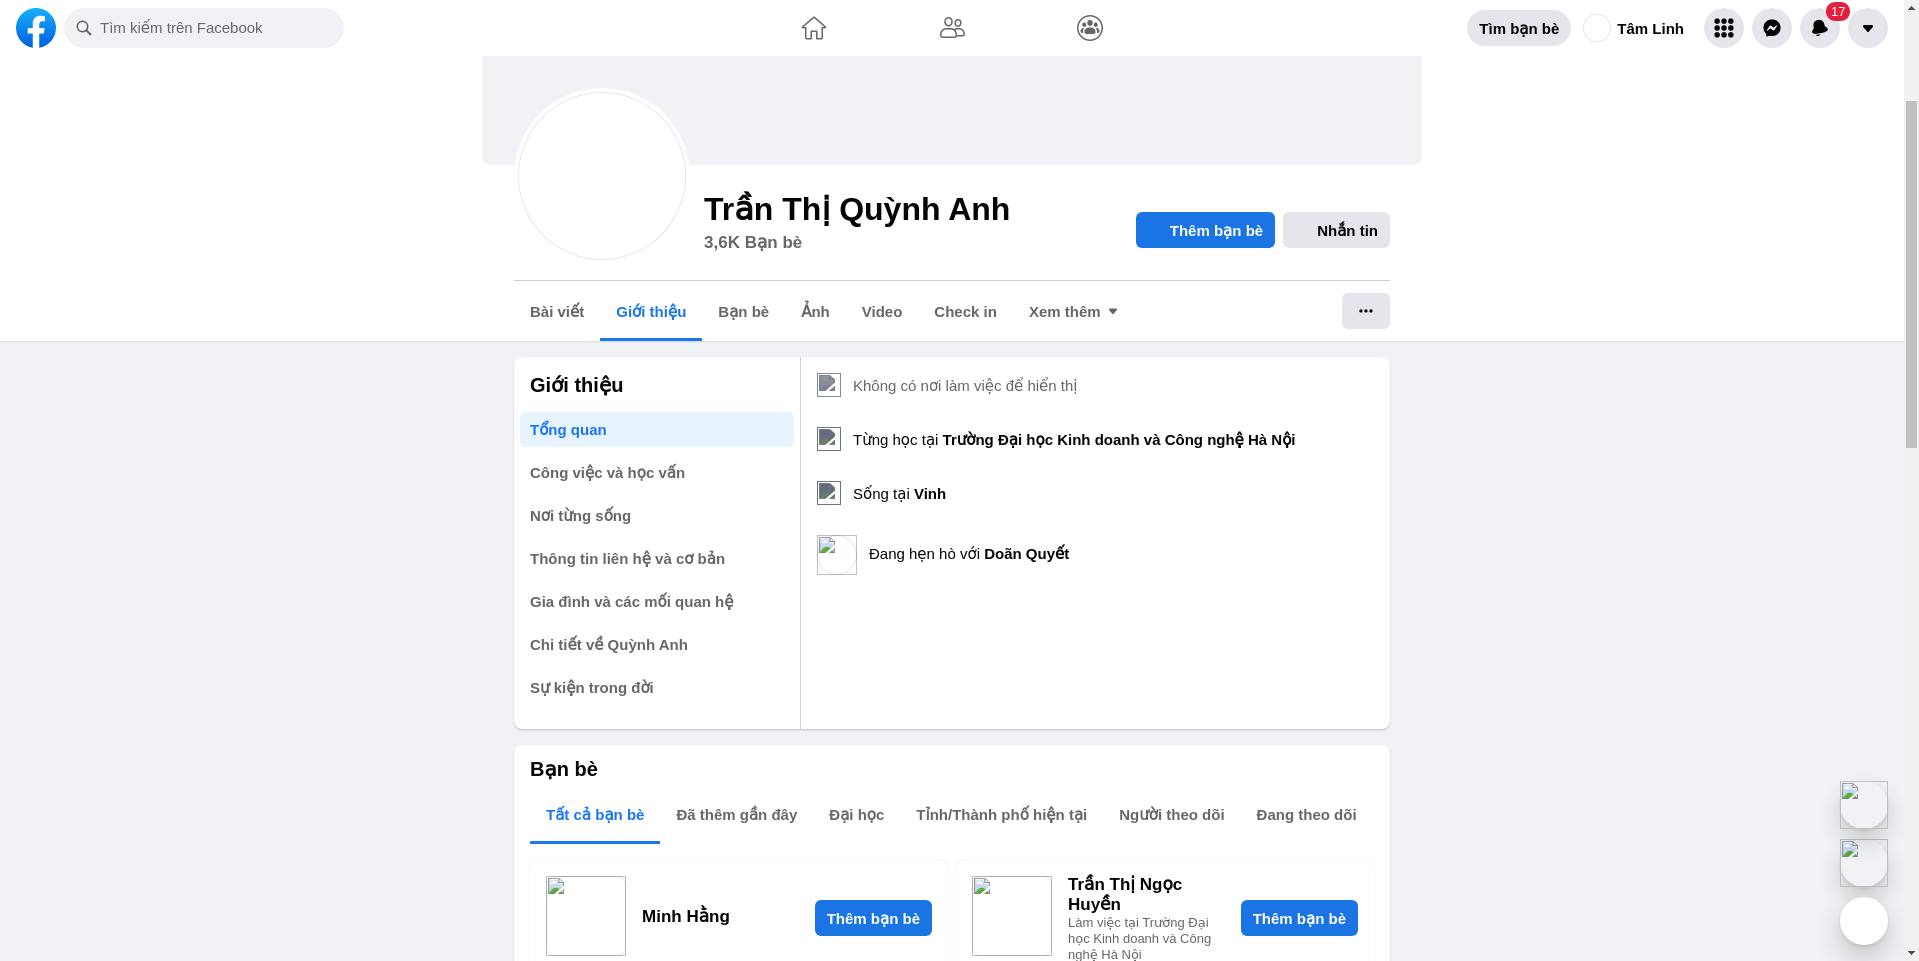 Tìm kiếm trên Facebook
Tìm bạn bè
Tâm Linh
17
Trần Thị Quỳnh Anh
3,6K Bạn bè
Thêm bạn bè
Nhắn tin
Bài viết
Giới thiệu
Bạn bè
Ảnh
Video
Check in
Xem thêm
Giới thiệu
Tổng quan
Công việc và học vấn
Nơi từng sống
Thông tin liên hệ và cơ bản
Gia đình và các mối quan hệ
Chi tiết về Quỳnh Anh
Sự kiện trong đời
Không có nơi làm việc để hiển thị
Từng học tại Trường Đại học Kinh doanh và Công nghệ Hà Nội
Sống tại Vinh
Đang hẹn hò với Doãn Quyết
Bạn bè
Tất cả bạn bè
Đã thêm gần đây
Đại học
Tỉnh/Thành phố hiện tại
Người theo dõi
Đang theo dõi
Minh Hằng
Thêm bạn bè
Trần Thị Ngọc
Huyền
Làm việc tại Trường Đại
học Kinh doanh và Công
nghệ Hà Nội
Thêm bạn bè